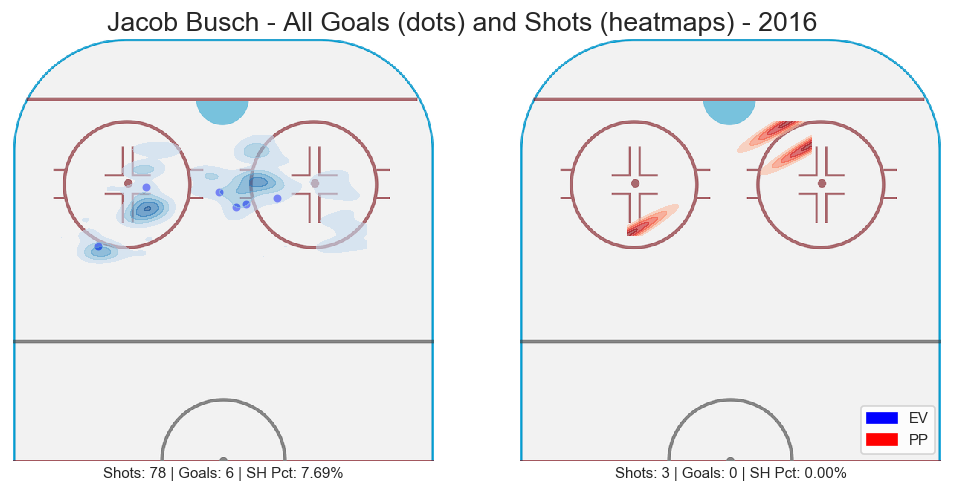 Jacob Busch - All Goals (dots) and Shots (heatmaps) - 2016
EV
PP
Shots: 78 | Goals: 6 | SH Pct: 7.69%
Shots: 3 | Goals: 0 | SH Pct: 0.00%